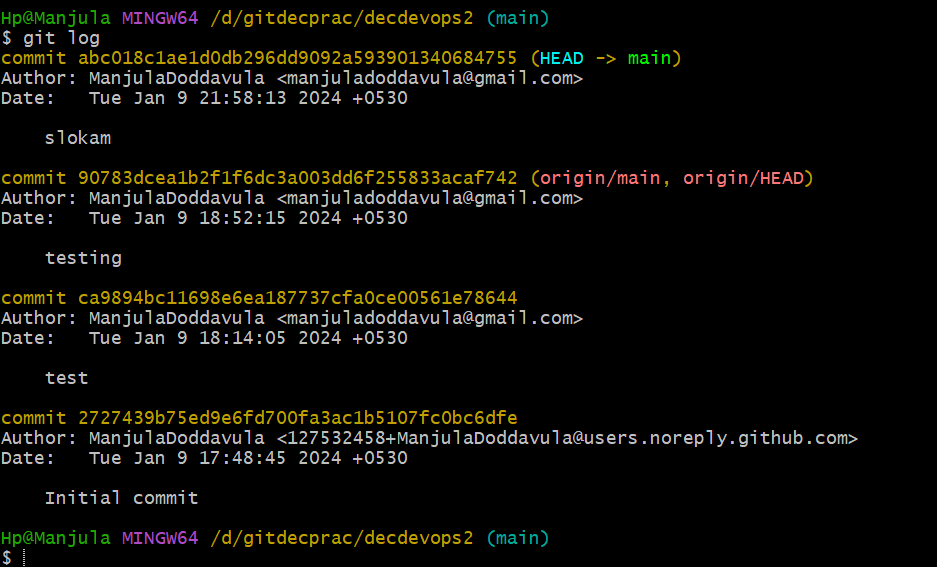 Hp@Manjula MINGW64 /d/gitdecprac/decdevops2 (main)
$ git log
commit abc018c1ae1d0db296dd9092a593901340684755 (HEAD -> main)
Author: ManjulaDoddavula <manjuladoddavula@gmail.com>
Date:   Tue Jan 9 21:58:13 2024 +0530
    slokam
commit 90783dcea1b2f1f6dc3a003dd6f255833acaf742 (origin/main, origin/HEAD)
Author: ManjulaDoddavula <manjuladoddavula@gmail.com>
Date:   Tue Jan 9 18:52:15 2024 +0530
    testing
commit ca9894bc11698e6ea187737cfa0ce00561e78644
Author: ManjulaDoddavula <manjuladoddavula@gmail.com>
Date:   Tue Jan 9 18:14:05 2024 +0530
    test
commit 2727439b75ed9e6fd700fa3ac1b5107fc0bc6dfe
Author: ManjulaDoddavula <127532458+ManjulaDoddavula@users.noreply.github.com>
Date:   Tue Jan 9 17:48:45 2024 +0530
    Initial commit
Hp@Manjula MINGW64 /d/gitdecprac/decdevops2 (main)
$